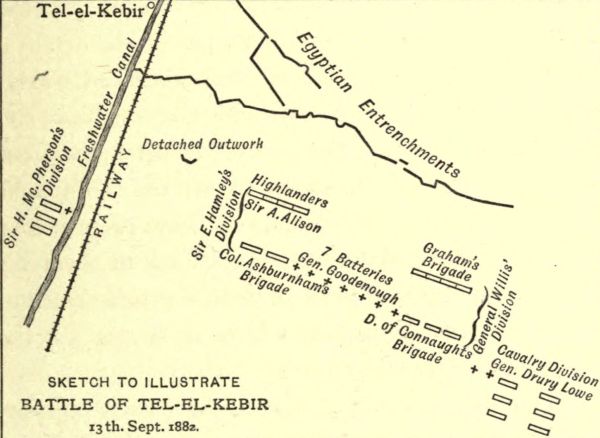 Tel-el-Kebir
Egyptian Entrenchments
Freshwater Canal
RAILWAY
Sir H. Mc. Pherson's
Division
Detached Outwork
Sir E. Hamley's
Division
Highlanders
Sir A. Alison
7 Batteries
Gen. Goodenough
Col. Ashburnham's
Brigade
Graham's
Brigade
General Willis'
Division
D. of Connaughts
Brigade
Cavalry Division
Gen. Drury Lowe
SKETCH TO ILLUSTRATE
BATTLE OF TEL-EL-KEBIR
13th. Sept. 1882.